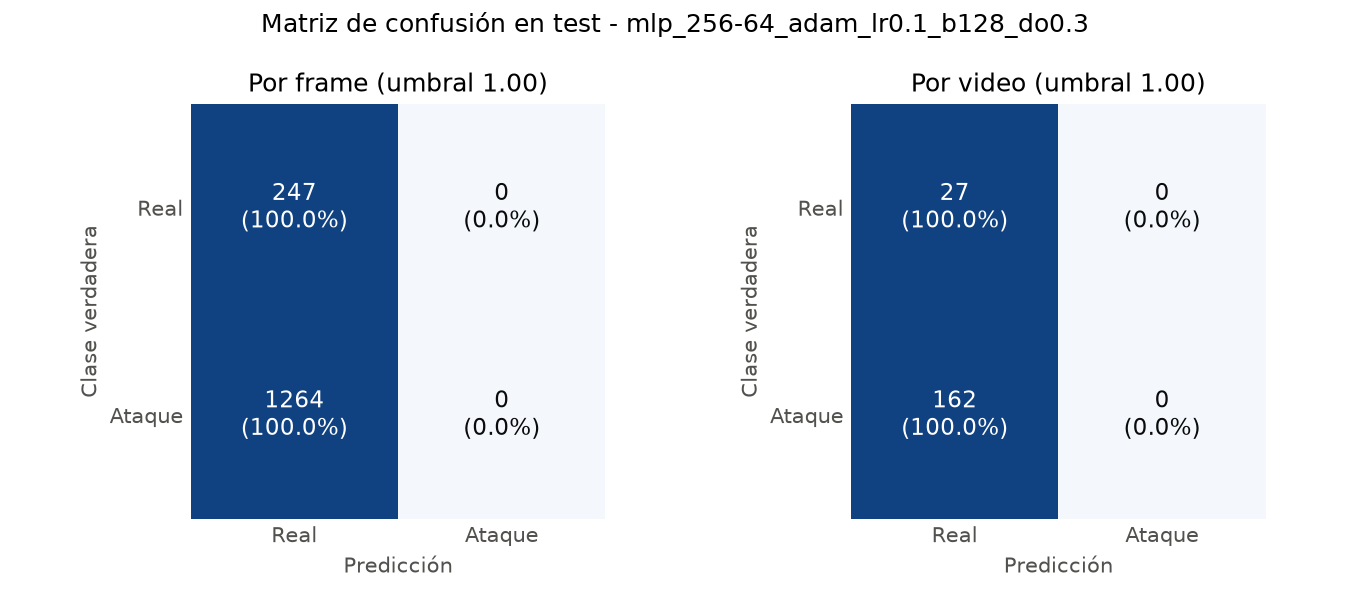 Matriz de confusión en test - mlp_256-64_adam_lr0.1_b128_do0.3
Por frame (umbral 1.00)
Clase verdadera
Real
247
(100.0%)
0
(0.0%)
Ataque
1264
(100.0%)
0
(0.0%)
Real
Ataque
Predicción
Por video (umbral 1.00)
Clase verdadera
Real
27
(100.0%)
0
(0.0%)
Ataque
162
(100.0%)
0
(0.0%)
Real
Ataque
Predicción